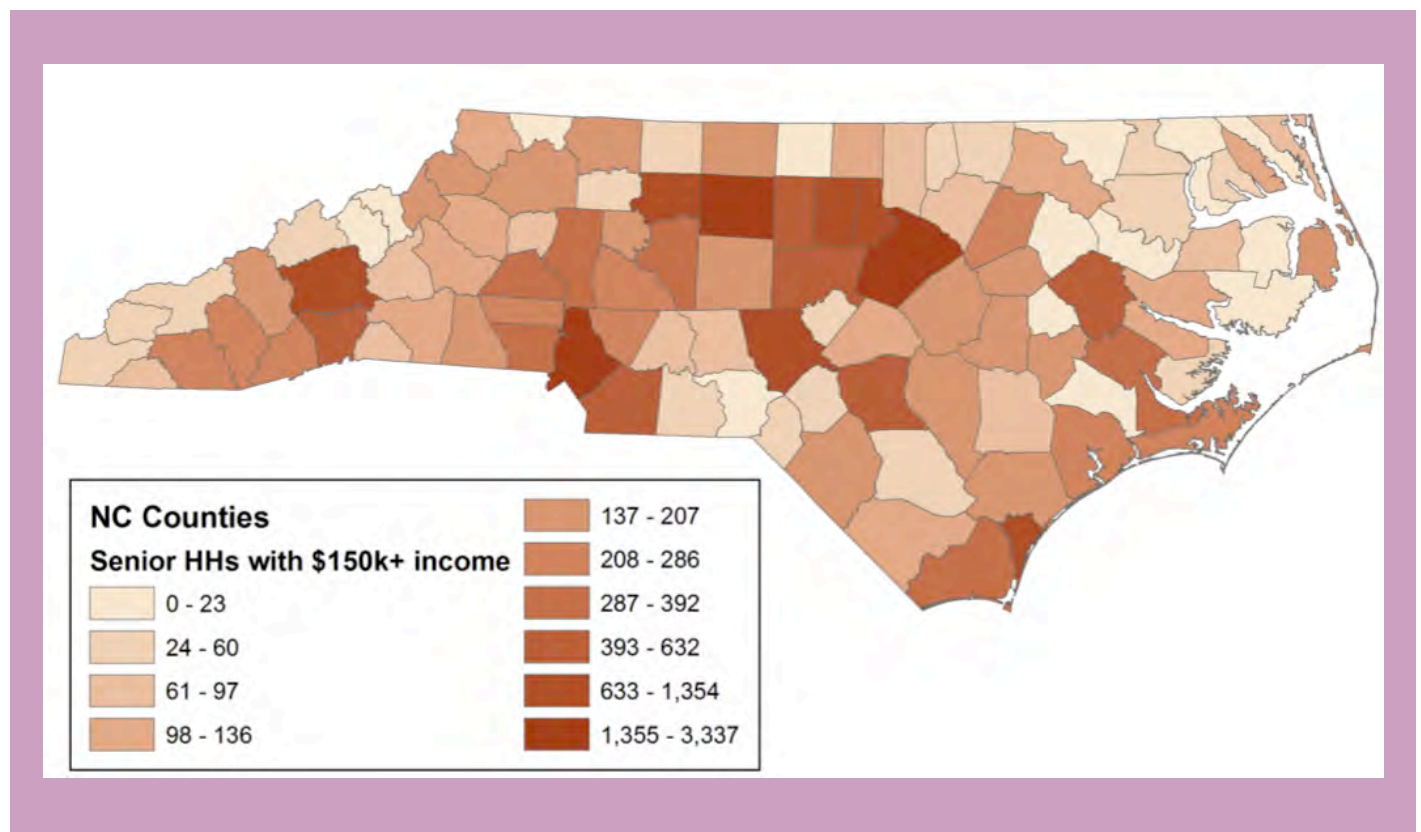 NC Counties
Senior HHs with $150k+ income
0 - 23
24 - 60
61 - 97
98 - 136
137 - 207
208 - 286
287 - 392
393 - 632
633 - 1,354
1,355 - 3,337